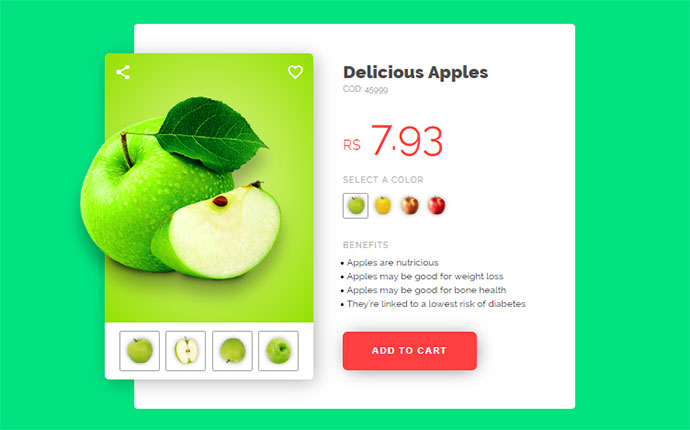 Delicious Apples
COD: 45999
R$ 7.93
SELECT A COLOR
BENEFITS
• Apples are nutricious
• Apples may be good for weight loss
• Apples may be good for bone health
• They're linked to a lowest risk of diabetes
ADD TO CART